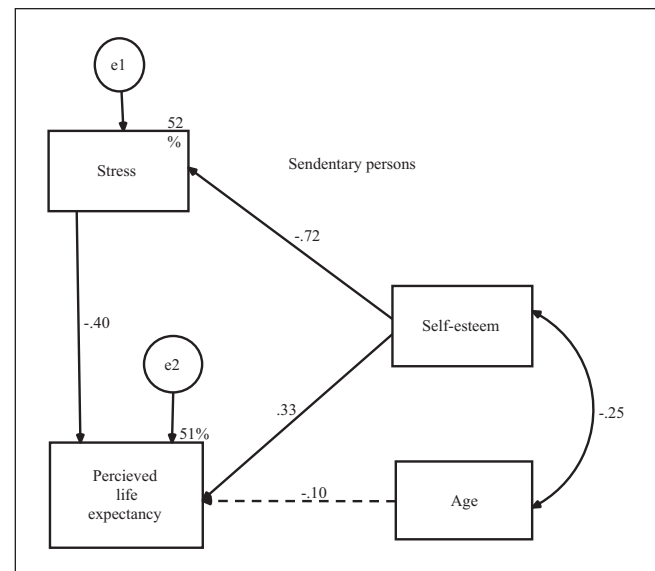 e1
52
%
Stress
Sendentary persons
-.72
Self-esteem
-.40
e2
.33
-.25
51%
Percieved
life
expectancy
-.10
Age